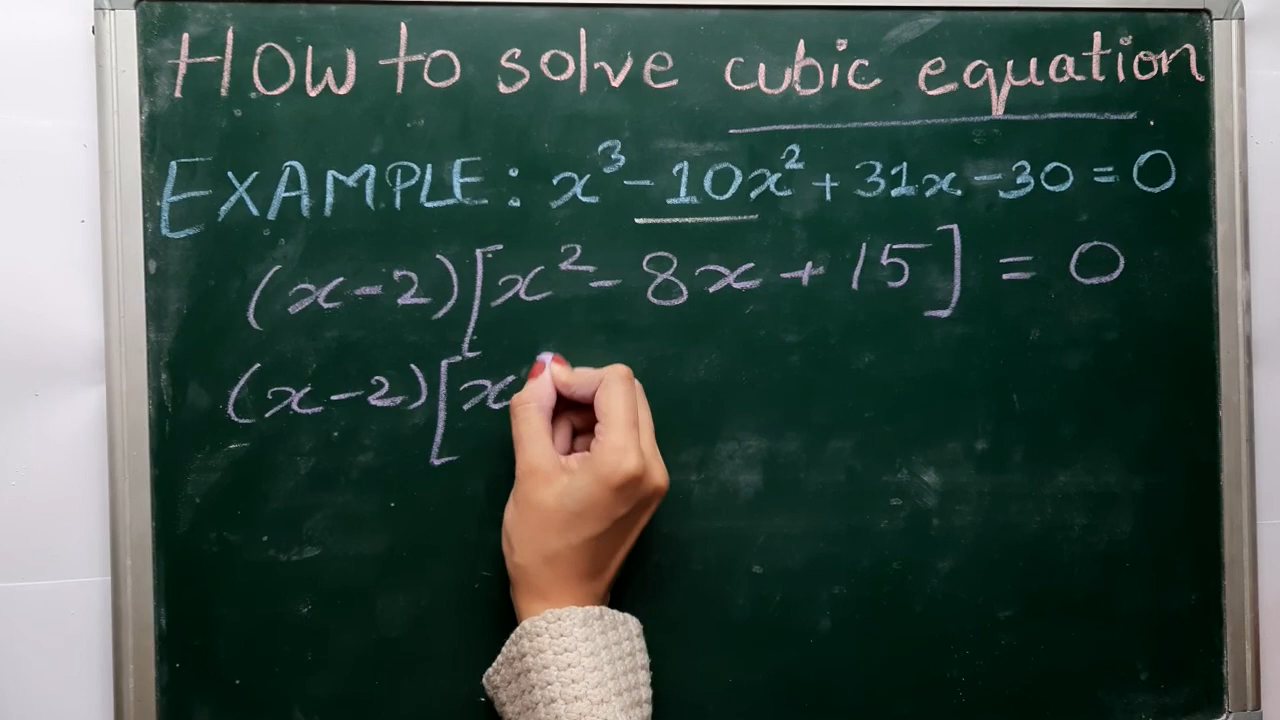 How to solve cubic equation
EXAMPLE: x³-10x²+31x-30=0
(x-2)[x²-8x+15]=0
(x-2)[x